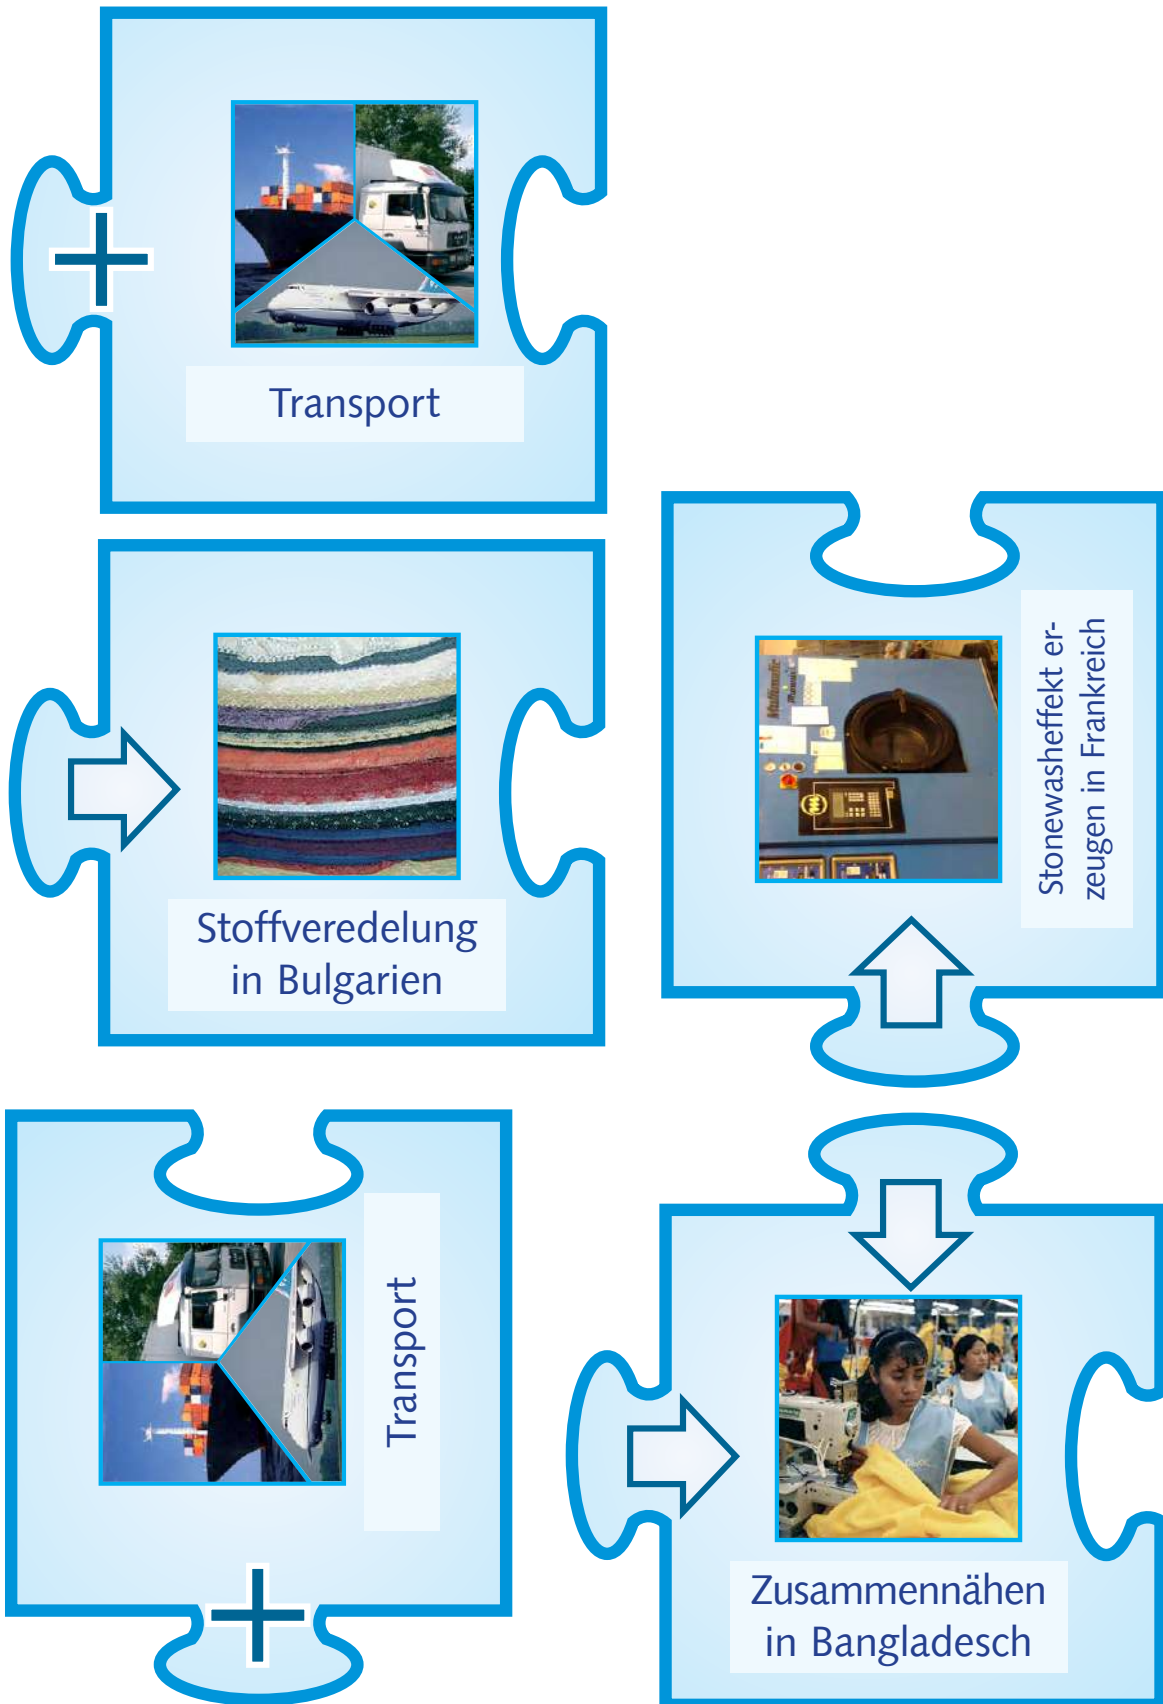 Transport
Stoffveredelung
in Bulgarien
Stonewasheffekt er-
zeugen in Frankreich
Transport
Zusammennähen
in Bangladesch